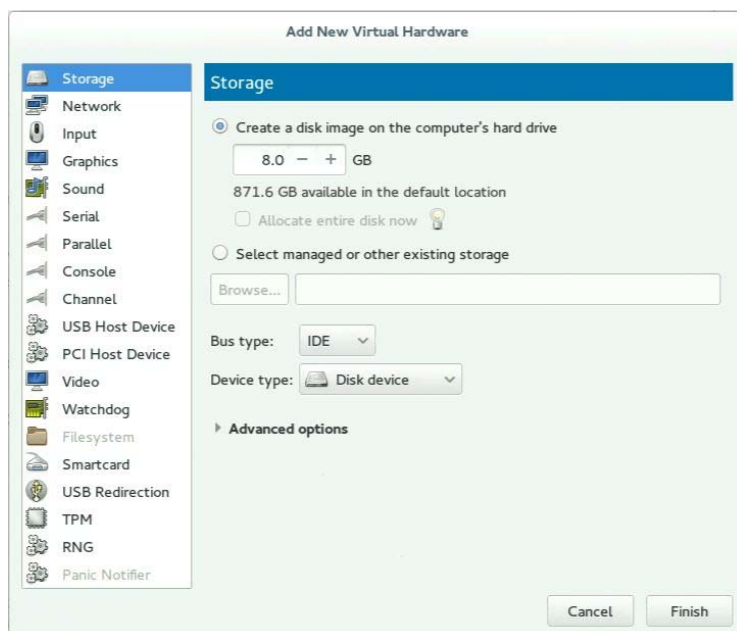 Add New Virtual Hardware
Storage
Network
Input
Graphics
Sound
Serial
Parallel
Console
Channel
USB Host Device
PCI Host Device
Video
Watchdog
Filesystem
Smartcard
USB Redirection
TPM
RNG
Panic Notifier
Storage
Create a disk image on the computer's hard drive
8.0 − + GB
871.6 GB available in the default location
Allocate entire disk now
Select managed or other existing storage
Browse...
Bus type: IDE
Device type: Disk device
Advanced options
Cancel Finish